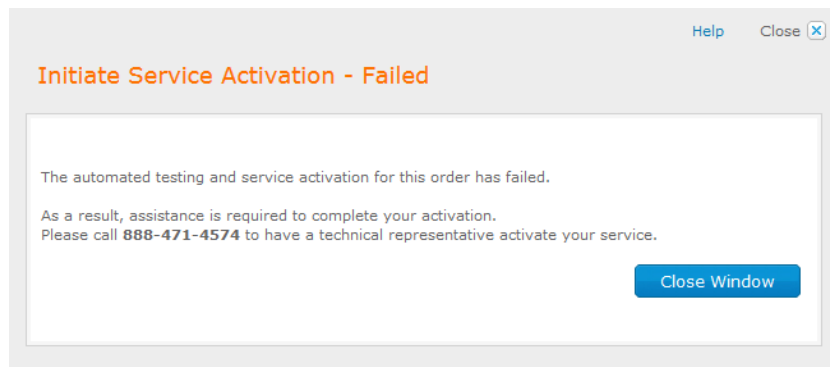 Help Close
Initiate Service Activation - Failed
The automated testing and service activation for this order has failed.
As a result, assistance is required to complete your activation.
Please call 888-471-4574 to have a technical representative activate your service.
Close Window